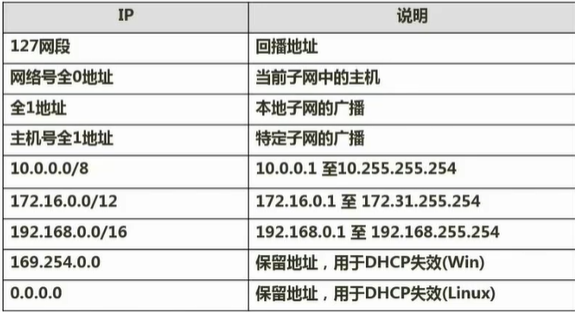 IP 说明
127网段 回播地址
网络号全0地址 当前子网中的主机
全1地址 本地子网的广播
主机号全1地址 特定子网的广播
10.0.0.0/8 10.0.0.1 至10.255.255.254
172.16.0.0/12 172.16.0.1 至 172.31.255.254
192.168.0.0/16 192.168.0.1 至 192.168.255.254
169.254.0.0 保留地址，用于DHCP失效(Win)
0.0.0.0 保留地址，用于DHCP失效(Linux)